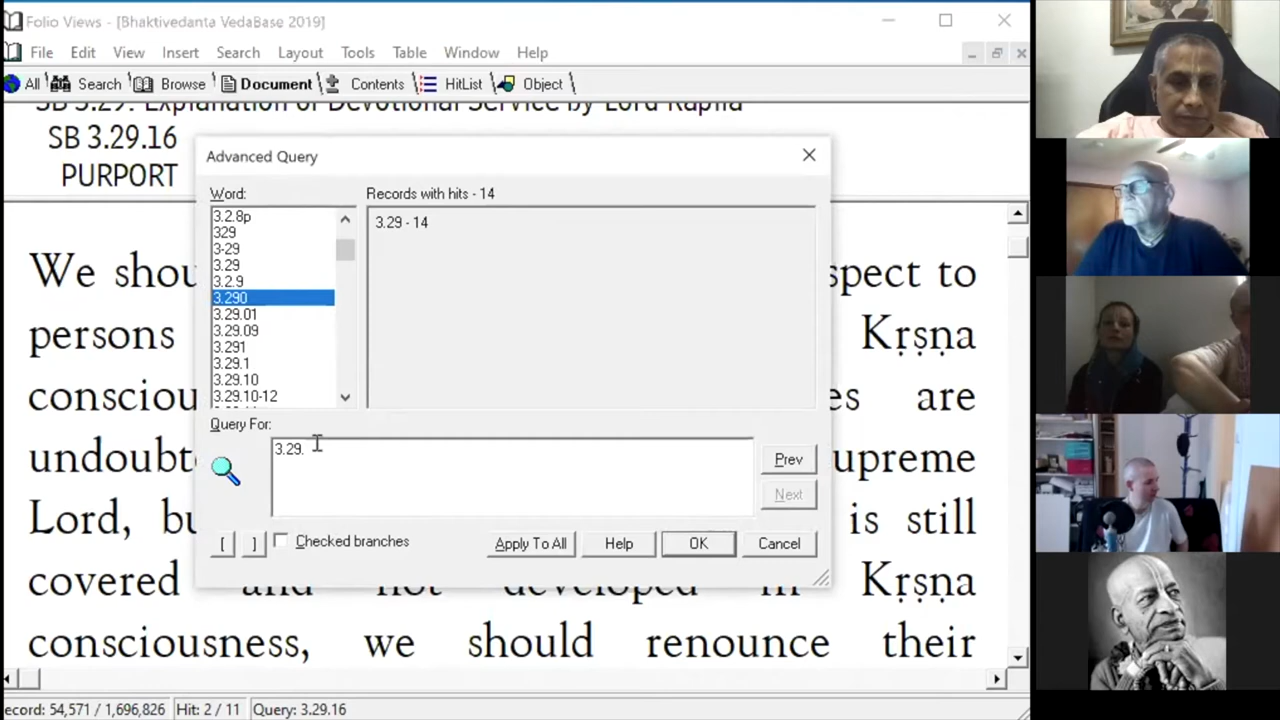 Folio Views - [Bhaktivedanta VedaBase 2019]
File Edit View Insert Search Layout Tools Table Window Help
All Search Browse Document Contents HitList Object
SB 3.29: Explanation of Devotional Service by Lord Kapila
SB 3.29.16
PURPORT
Advanced Query
Word:
Records with hits - 14
3.2.8p
329
3-29
3.29
3.2.9
3.290
3.29.01
3.29.09
3.291
3.29.1
3.29.10
3.29.10-12
3.29 - 14
Query For:
3.29.
Prev
Next
[ ] Checked branches
Apply To All Help OK Cancel
We shou spect to
persons Kṛṣṇa
consciou es are
undoubt upreme
Lord, bu is still
covered and not developed in Kṛṣṇa
consciousness, we should renounce their
ecord: 54,571 / 1,696,826 Hit: 2 / 11 Query: 3.29.16